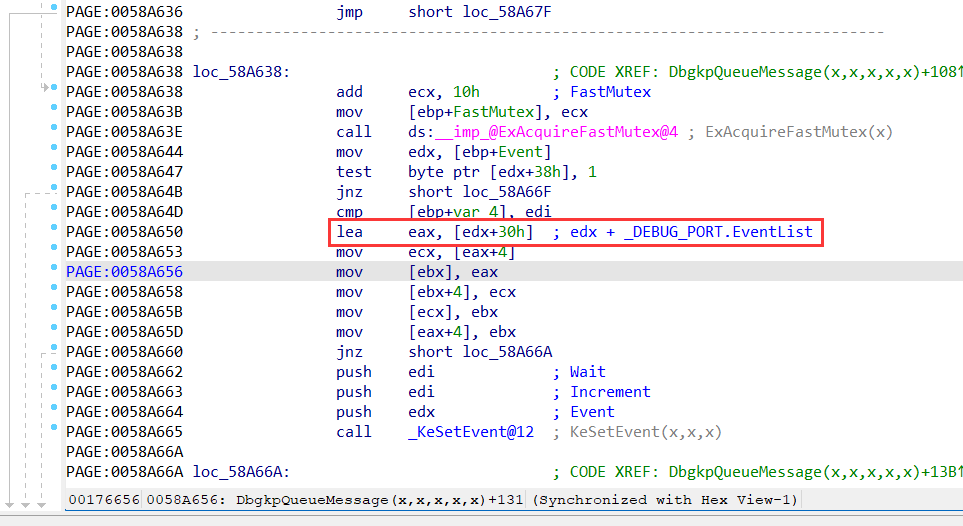 PAGE:0058A636 jmp short loc_58A67F
PAGE:0058A638 ; ---------------------------------------------------------------------------
PAGE:0058A638
PAGE:0058A638 loc_58A638: ; CODE XREF: DbgkpQueueMessage(x,x,x,x,x)+108↑
PAGE:0058A638 add ecx, 10h ; FastMutex
PAGE:0058A63B mov [ebp+FastMutex], ecx
PAGE:0058A63E call ds:__imp_@ExAcquireFastMutex@4 ; ExAcquireFastMutex(x)
PAGE:0058A644 mov edx, [ebp+Event]
PAGE:0058A647 test byte ptr [edx+38h], 1
PAGE:0058A64B jnz short loc_58A66F
PAGE:0058A64D cmp [ebp+var_4], edi
PAGE:0058A650 lea eax, [edx+30h] ; edx + _DEBUG_PORT.EventList
PAGE:0058A653 mov ecx, [eax+4]
PAGE:0058A656 mov [ebx], eax
PAGE:0058A658 mov [ebx+4], ecx
PAGE:0058A65B mov [ecx], ebx
PAGE:0058A65D mov [eax+4], ebx
PAGE:0058A660 jnz short loc_58A66A
PAGE:0058A662 push edi ; Wait
PAGE:0058A663 push edi ; Increment
PAGE:0058A664 push edx ; Event
PAGE:0058A665 call _KeSetEvent@12 ; KeSetEvent(x,x,x)
PAGE:0058A66A
PAGE:0058A66A loc_58A66A: ; CODE XREF: DbgkpQueueMessage(x,x,x,x,x)+13B↑
00176656 0058A656: DbgkpQueueMessage(x,x,x,x,x)+131 (Synchronized with Hex View-1)